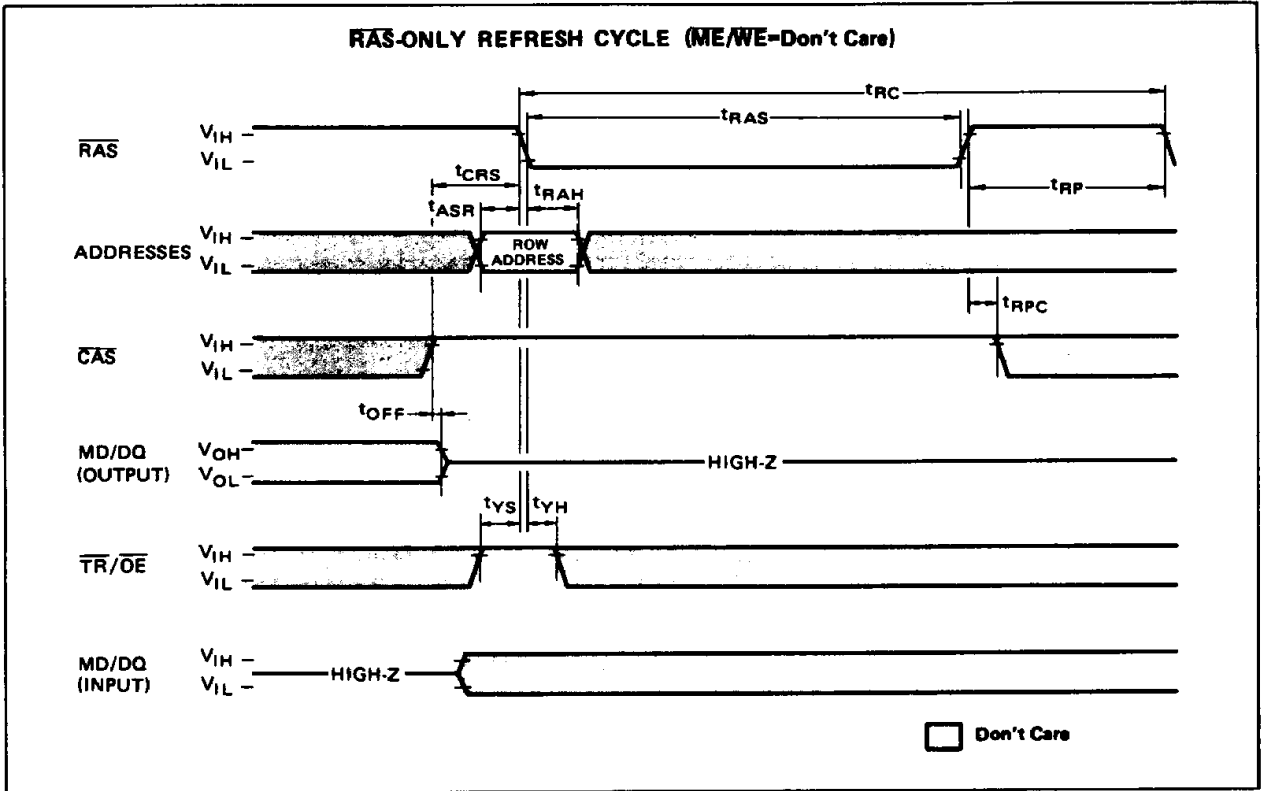 RAS-ONLY REFRESH CYCLE (ME/WE=Don't Care)
tRC
tRAS
RAS
VIH
VIL
tCRS
tRP
tASR
tRAH
ADDRESSES
VIH
VIL
ROW
ADDRESS
tRPC
CAS
VIH
VIL
tOFF
MD/DQ
(OUTPUT)
VOH
VOL
HIGH-Z
tYS
tYH
TR/OE
VIH
VIL
MD/DQ
(INPUT)
VIH
VIL
HIGH-Z
Don't Care